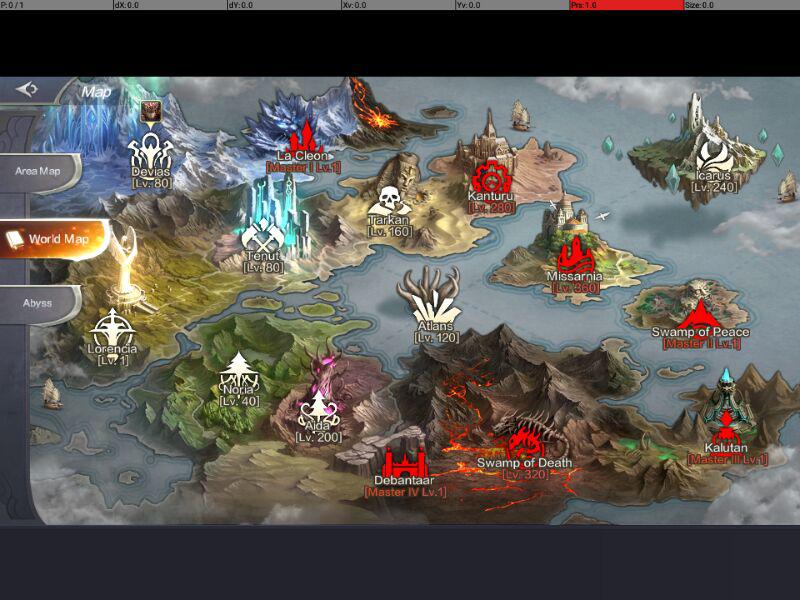 P: 0 / 1
dX: 0.0
dY: 0.0
Xv: 0.0
Yv: 0.0
Prs: 1.0
Size: 0.0
Map
Area Map
World Map
Abyss
Devias
[Lv. 80]
La Cleon
[Master I Lv.1]
Kanturu
[Lv. 280]
Icarus
[Lv. 240]
Tarkan
[Lv. 160]
Tenut
[Lv. 80]
Missarnia
[Lv. 360]
Atlans
[Lv. 120]
Swamp of Peace
[Master II Lv.1]
Lorencia
[Lv. 1]
Noria
[Lv. 40]
Aida
[Lv. 200]
Kalutan
[Master III Lv.1]
Swamp of Death
[Lv. 320]
Debantaar
[Master IV Lv.1]